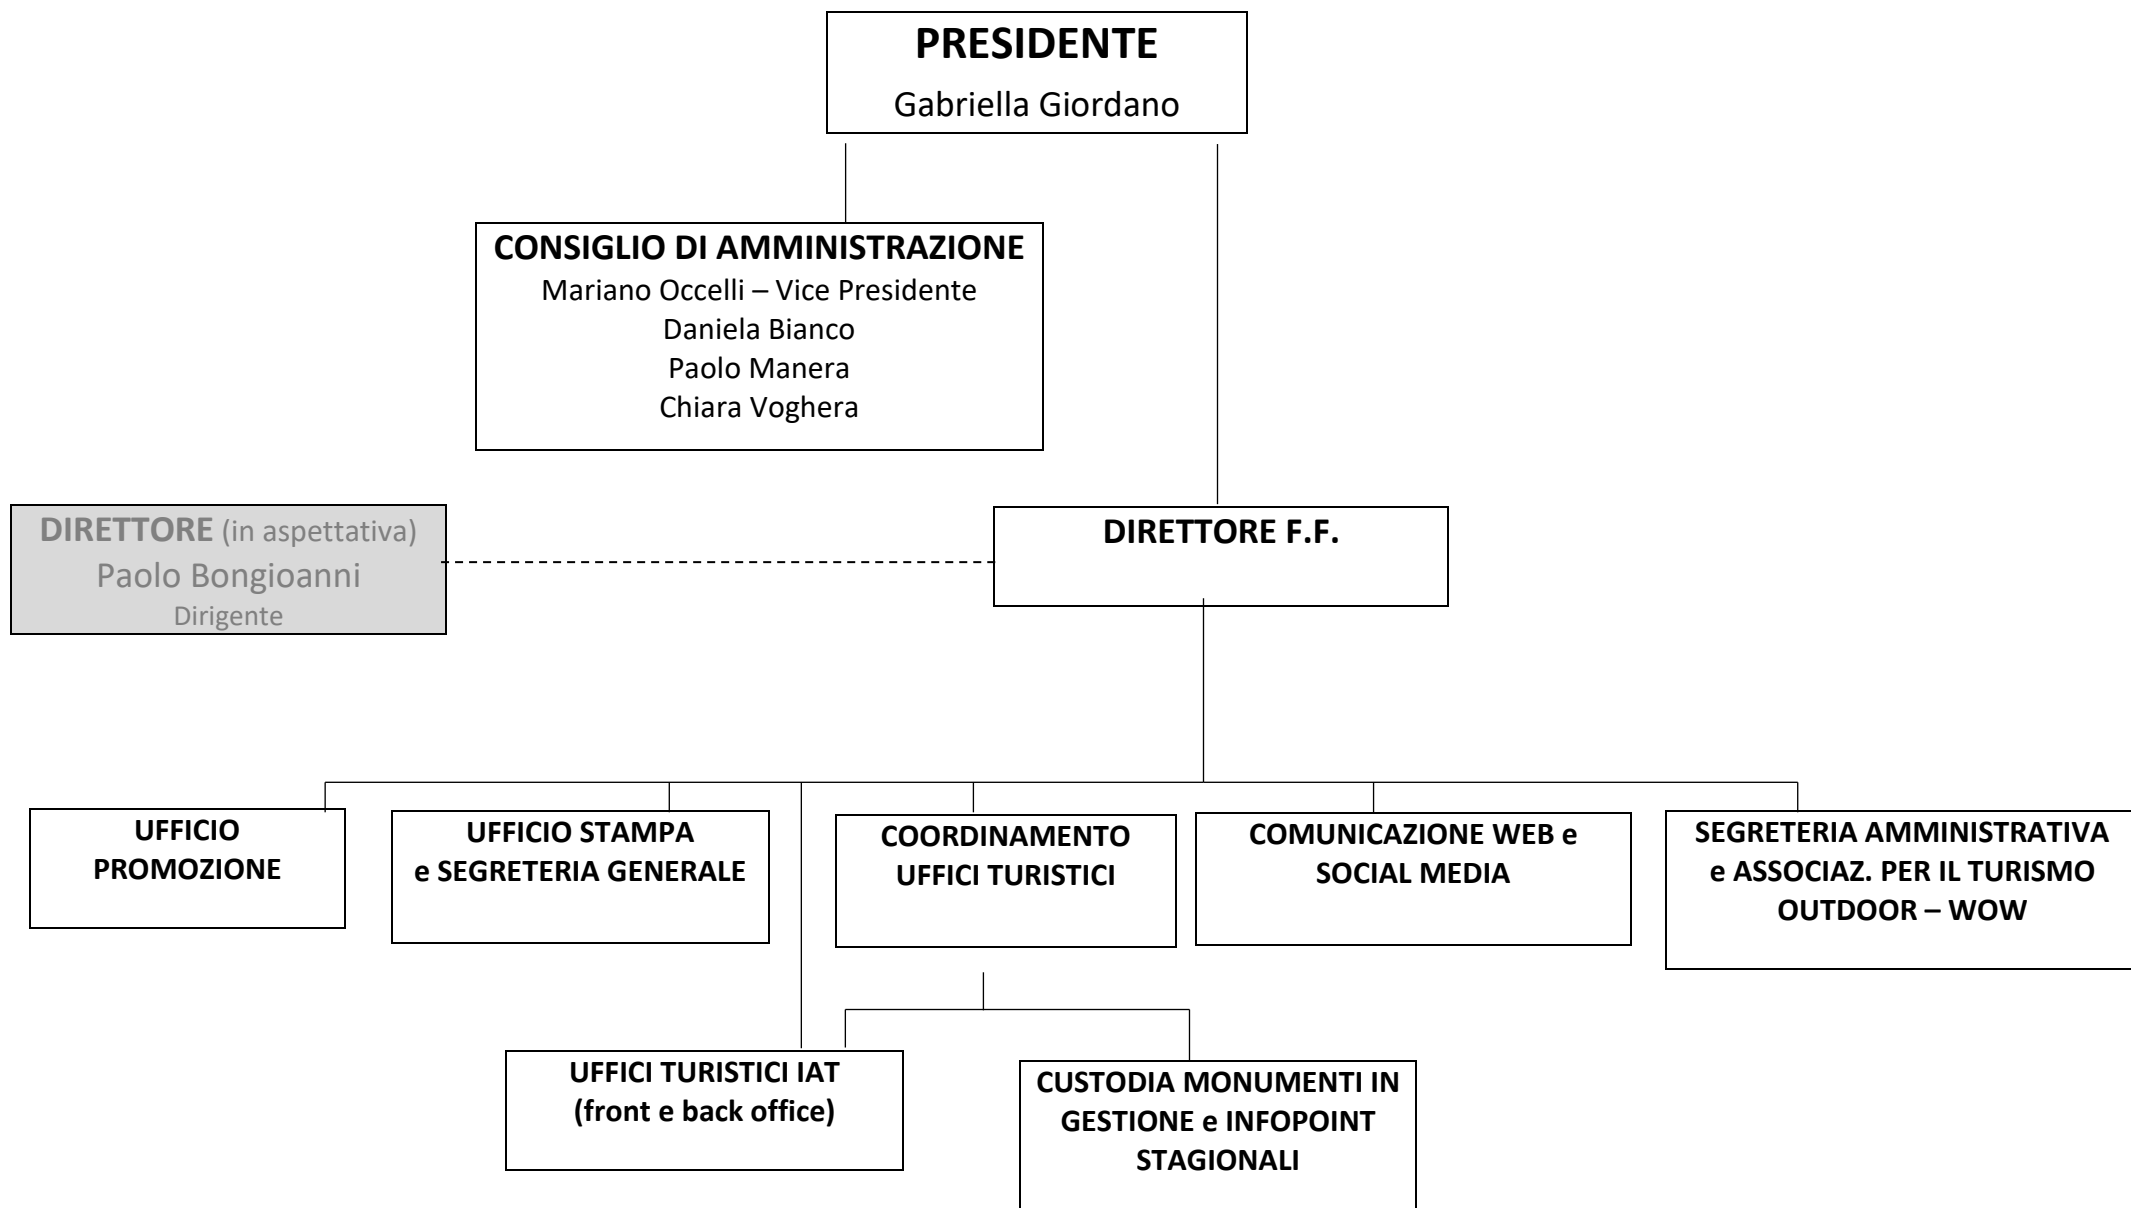 PRESIDENTE
Gabriella Giordano
CONSIGLIO DI AMMINISTRAZIONE
Mariano Occelli – Vice Presidente
Daniela Bianco
Paolo Manera
Chiara Voghera
DIRETTORE (in aspettativa)
Paolo Bongioanni
Dirigente
DIRETTORE F.F.
UFFICIO
PROMOZIONE
UFFICIO STAMPA
e SEGRETERIA GENERALE
COORDINAMENTO
UFFICI TURISTICI
COMUNICAZIONE WEB e
SOCIAL MEDIA
SEGRETERIA AMMINISTRATIVA
e ASSOCIAZ. PER IL TURISMO
OUTDOOR – WOW
UFFICI TURISTICI IAT
(front e back office)
CUSTODIA MONUMENTI IN
GESTIONE e INFOPOINT
STAGIONALI